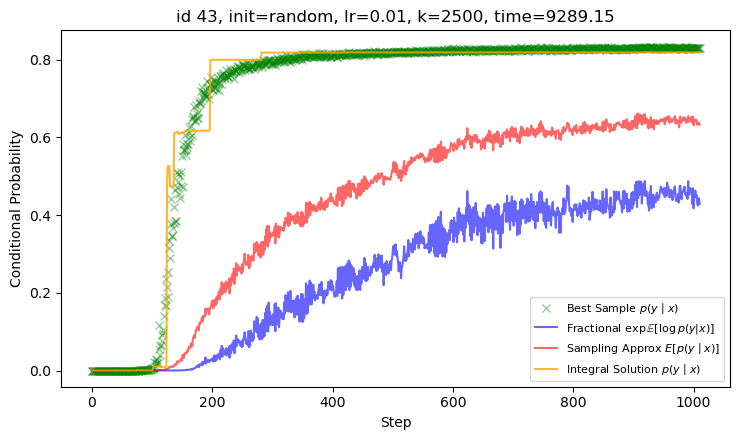 id 43, init=random, lr=0.01, k=2500, time=9289.15
Conditional Probability
0.8
0.6
0.4
0.2
0.0
0
200
400
600
800
1000
Step
Best Sample p(y | x)
Fractional exp𝔼[log p(y|x)]
Sampling Approx E[p(y | x)]
Integral Solution p(y | x)